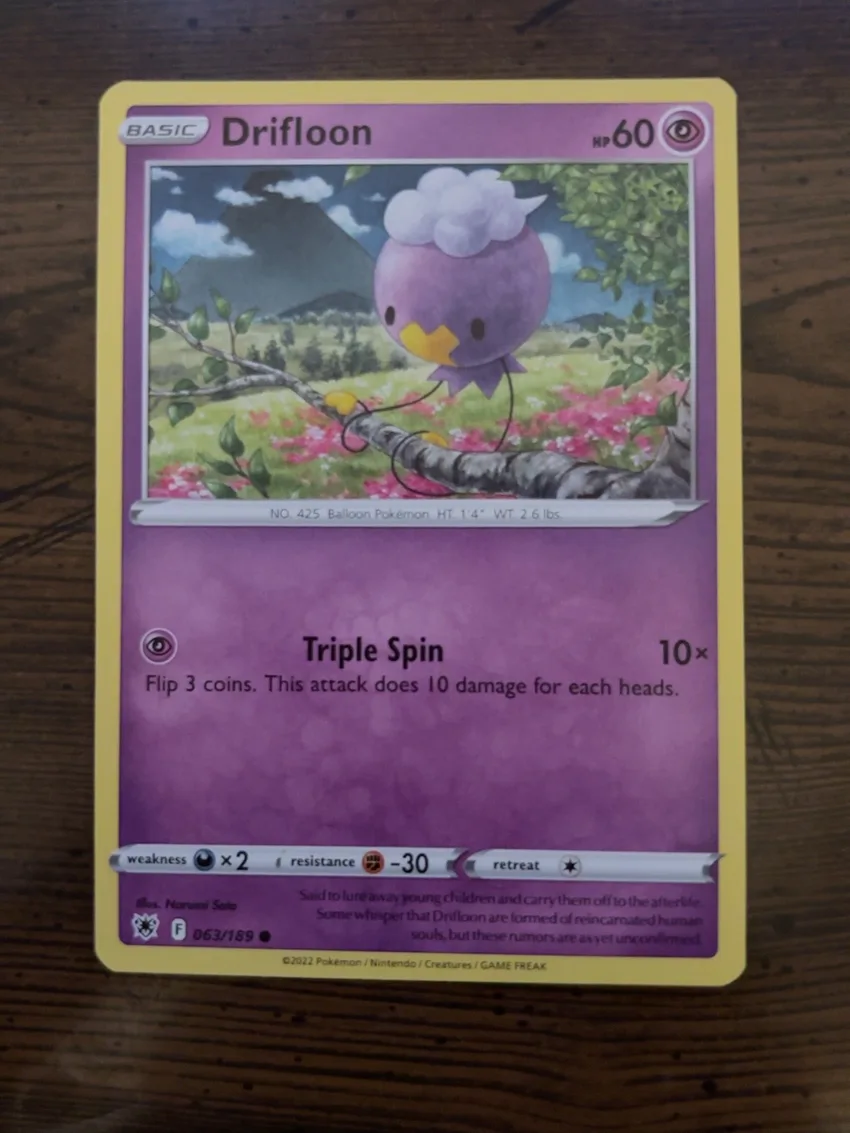 BASIC Drifloon HP60
NO. 425 Balloon Pokémon HT. 1'4" WT. 2.6 lbs.
Triple Spin 10×
Flip 3 coins. This attack does 10 damage for each heads.
weakness ×2 resistance -30 retreat
Illus. Narumi Sato
Said to lure away young children and carry them off to the afterlife.
Some whisper that Drifloon are formed of reincarnated human
souls, but these rumors are as yet unconfirmed.
F 063/189
©2022 Pokémon / Nintendo / Creatures / GAME FREAK